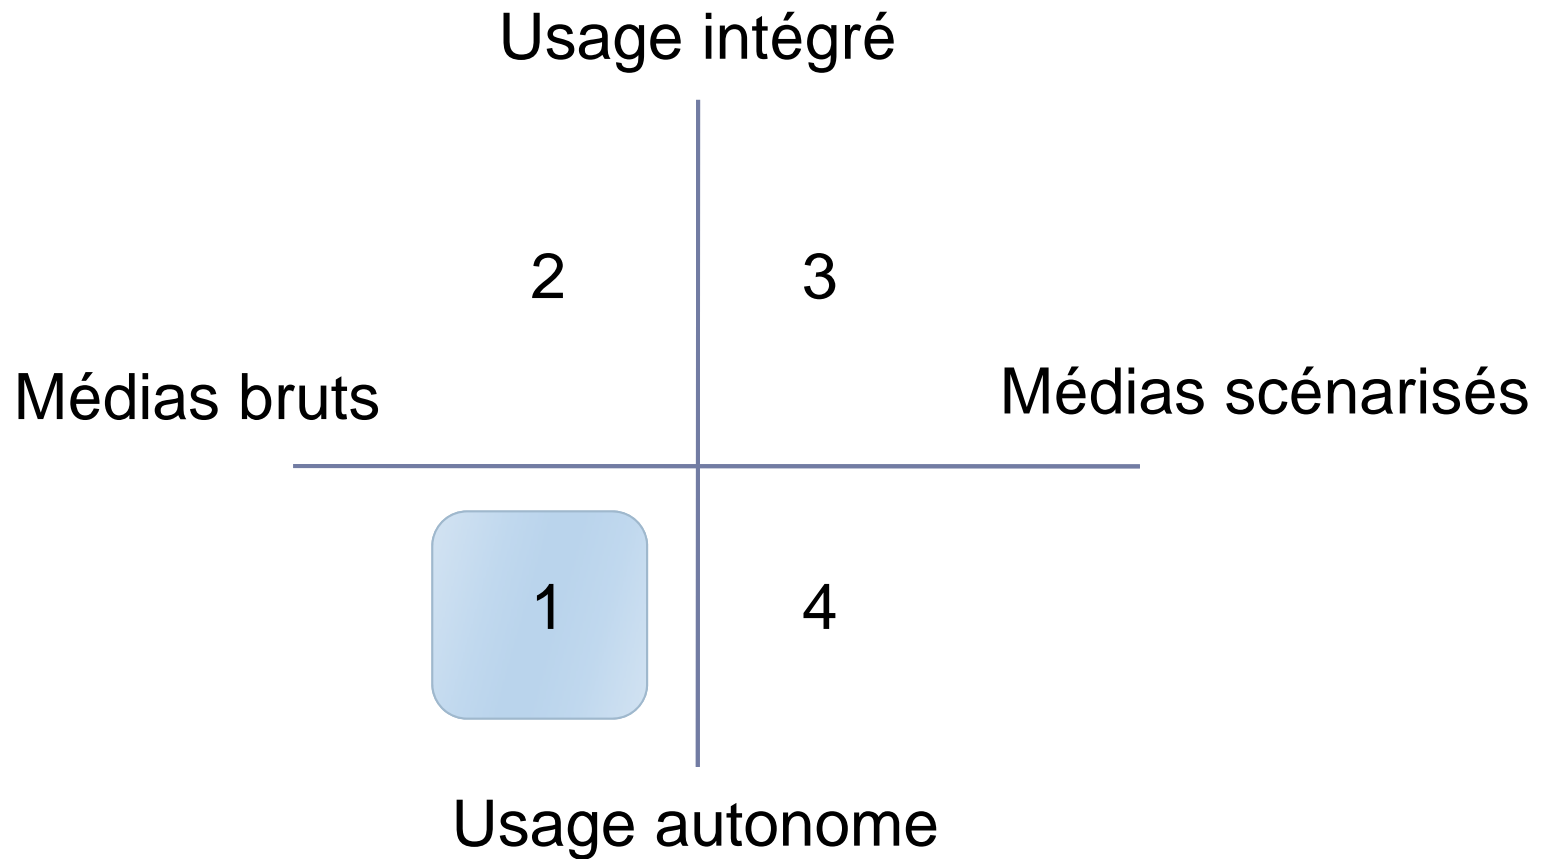 Usage intégré
2
3
Médias bruts
Médias scénarisés
1
4
Usage autonome